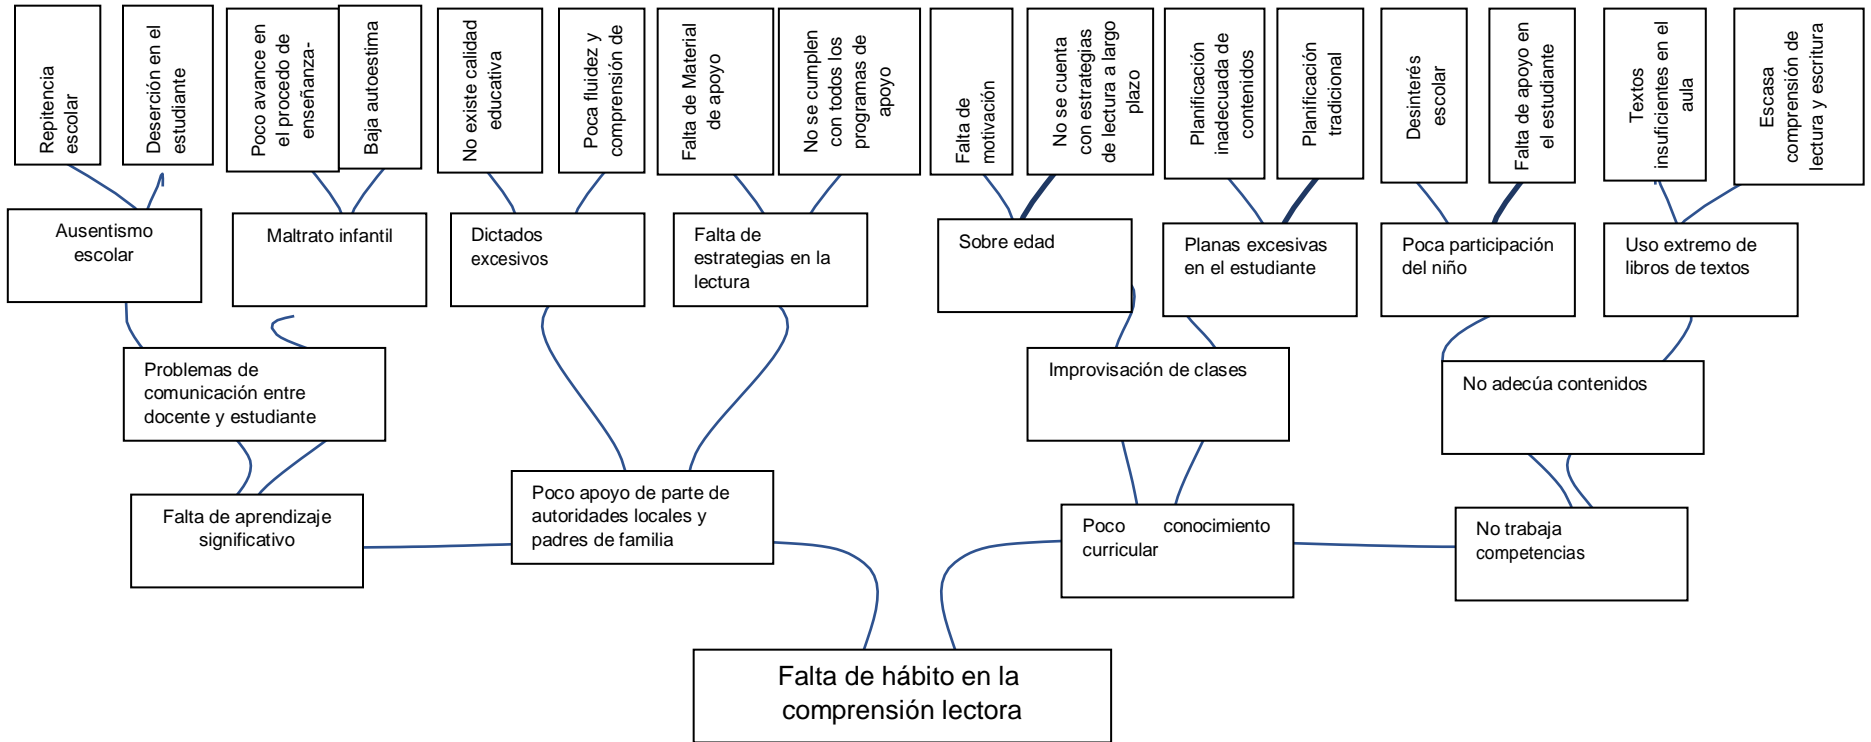 Repitencia
escolar
Deserción en el
estudiante
Poco avance en
el procedo de
enseñanza-
Baja autoestima
No existe calidad
educativa
Poca fluidez y
comprensión de
Falta de Material
de apoyo
No se cumplen
con todos los
programas de
apoyo
Falta de
motivación
No se cuenta
con estrategias
de lectura a largo
plazo
Planificación
inadecuada de
contenidos
Planificación
tradicional
Desinterés
escolar
Falta de apoyo en
el estudiante
Textos
insuficientes en el
aula
Escasa
comprensión de
lectura y escritura
Ausentismo
escolar
Maltrato infantil
Dictados
excesivos
Falta de
estrategias en la
lectura
Sobre edad
Planas excesivas
en el estudiante
Poca participación
del niño
Uso extremo de
libros de textos
Problemas de
comunicación entre
docente y estudiante
Improvisación de clases
No adecúa contenidos
Falta de aprendizaje
significativo
Poco apoyo de parte de
autoridades locales y
padres de familia
Poco conocimiento
curricular
No trabaja
competencias
Falta de hábito en la
comprensión lectora